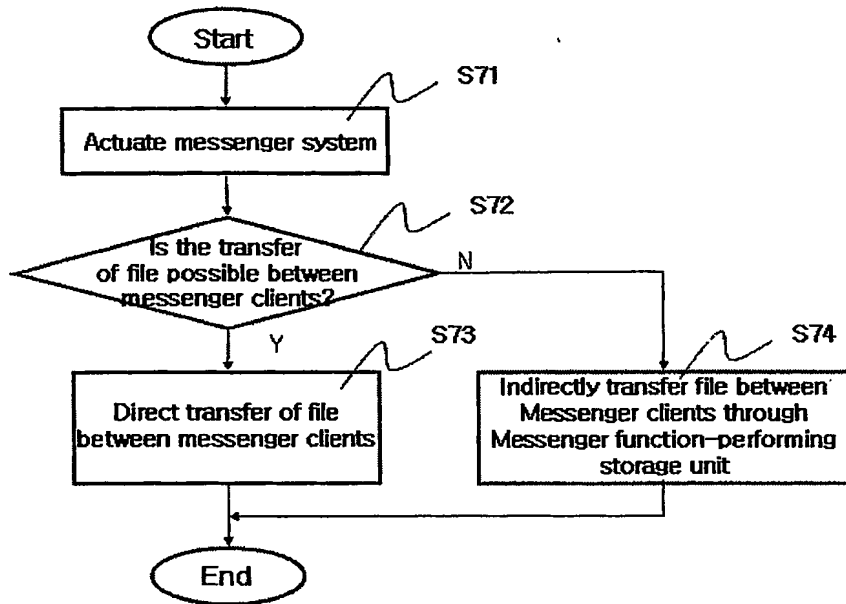 Start
S71
Actuate messenger system
S72
Is the transfer
of file possible between
messenger clients?
N
Y
S73
S74
Direct transfer of file
between messenger clients
Indirectly transfer file between
Messenger clients through
Messenger function-performing
storage unit
End